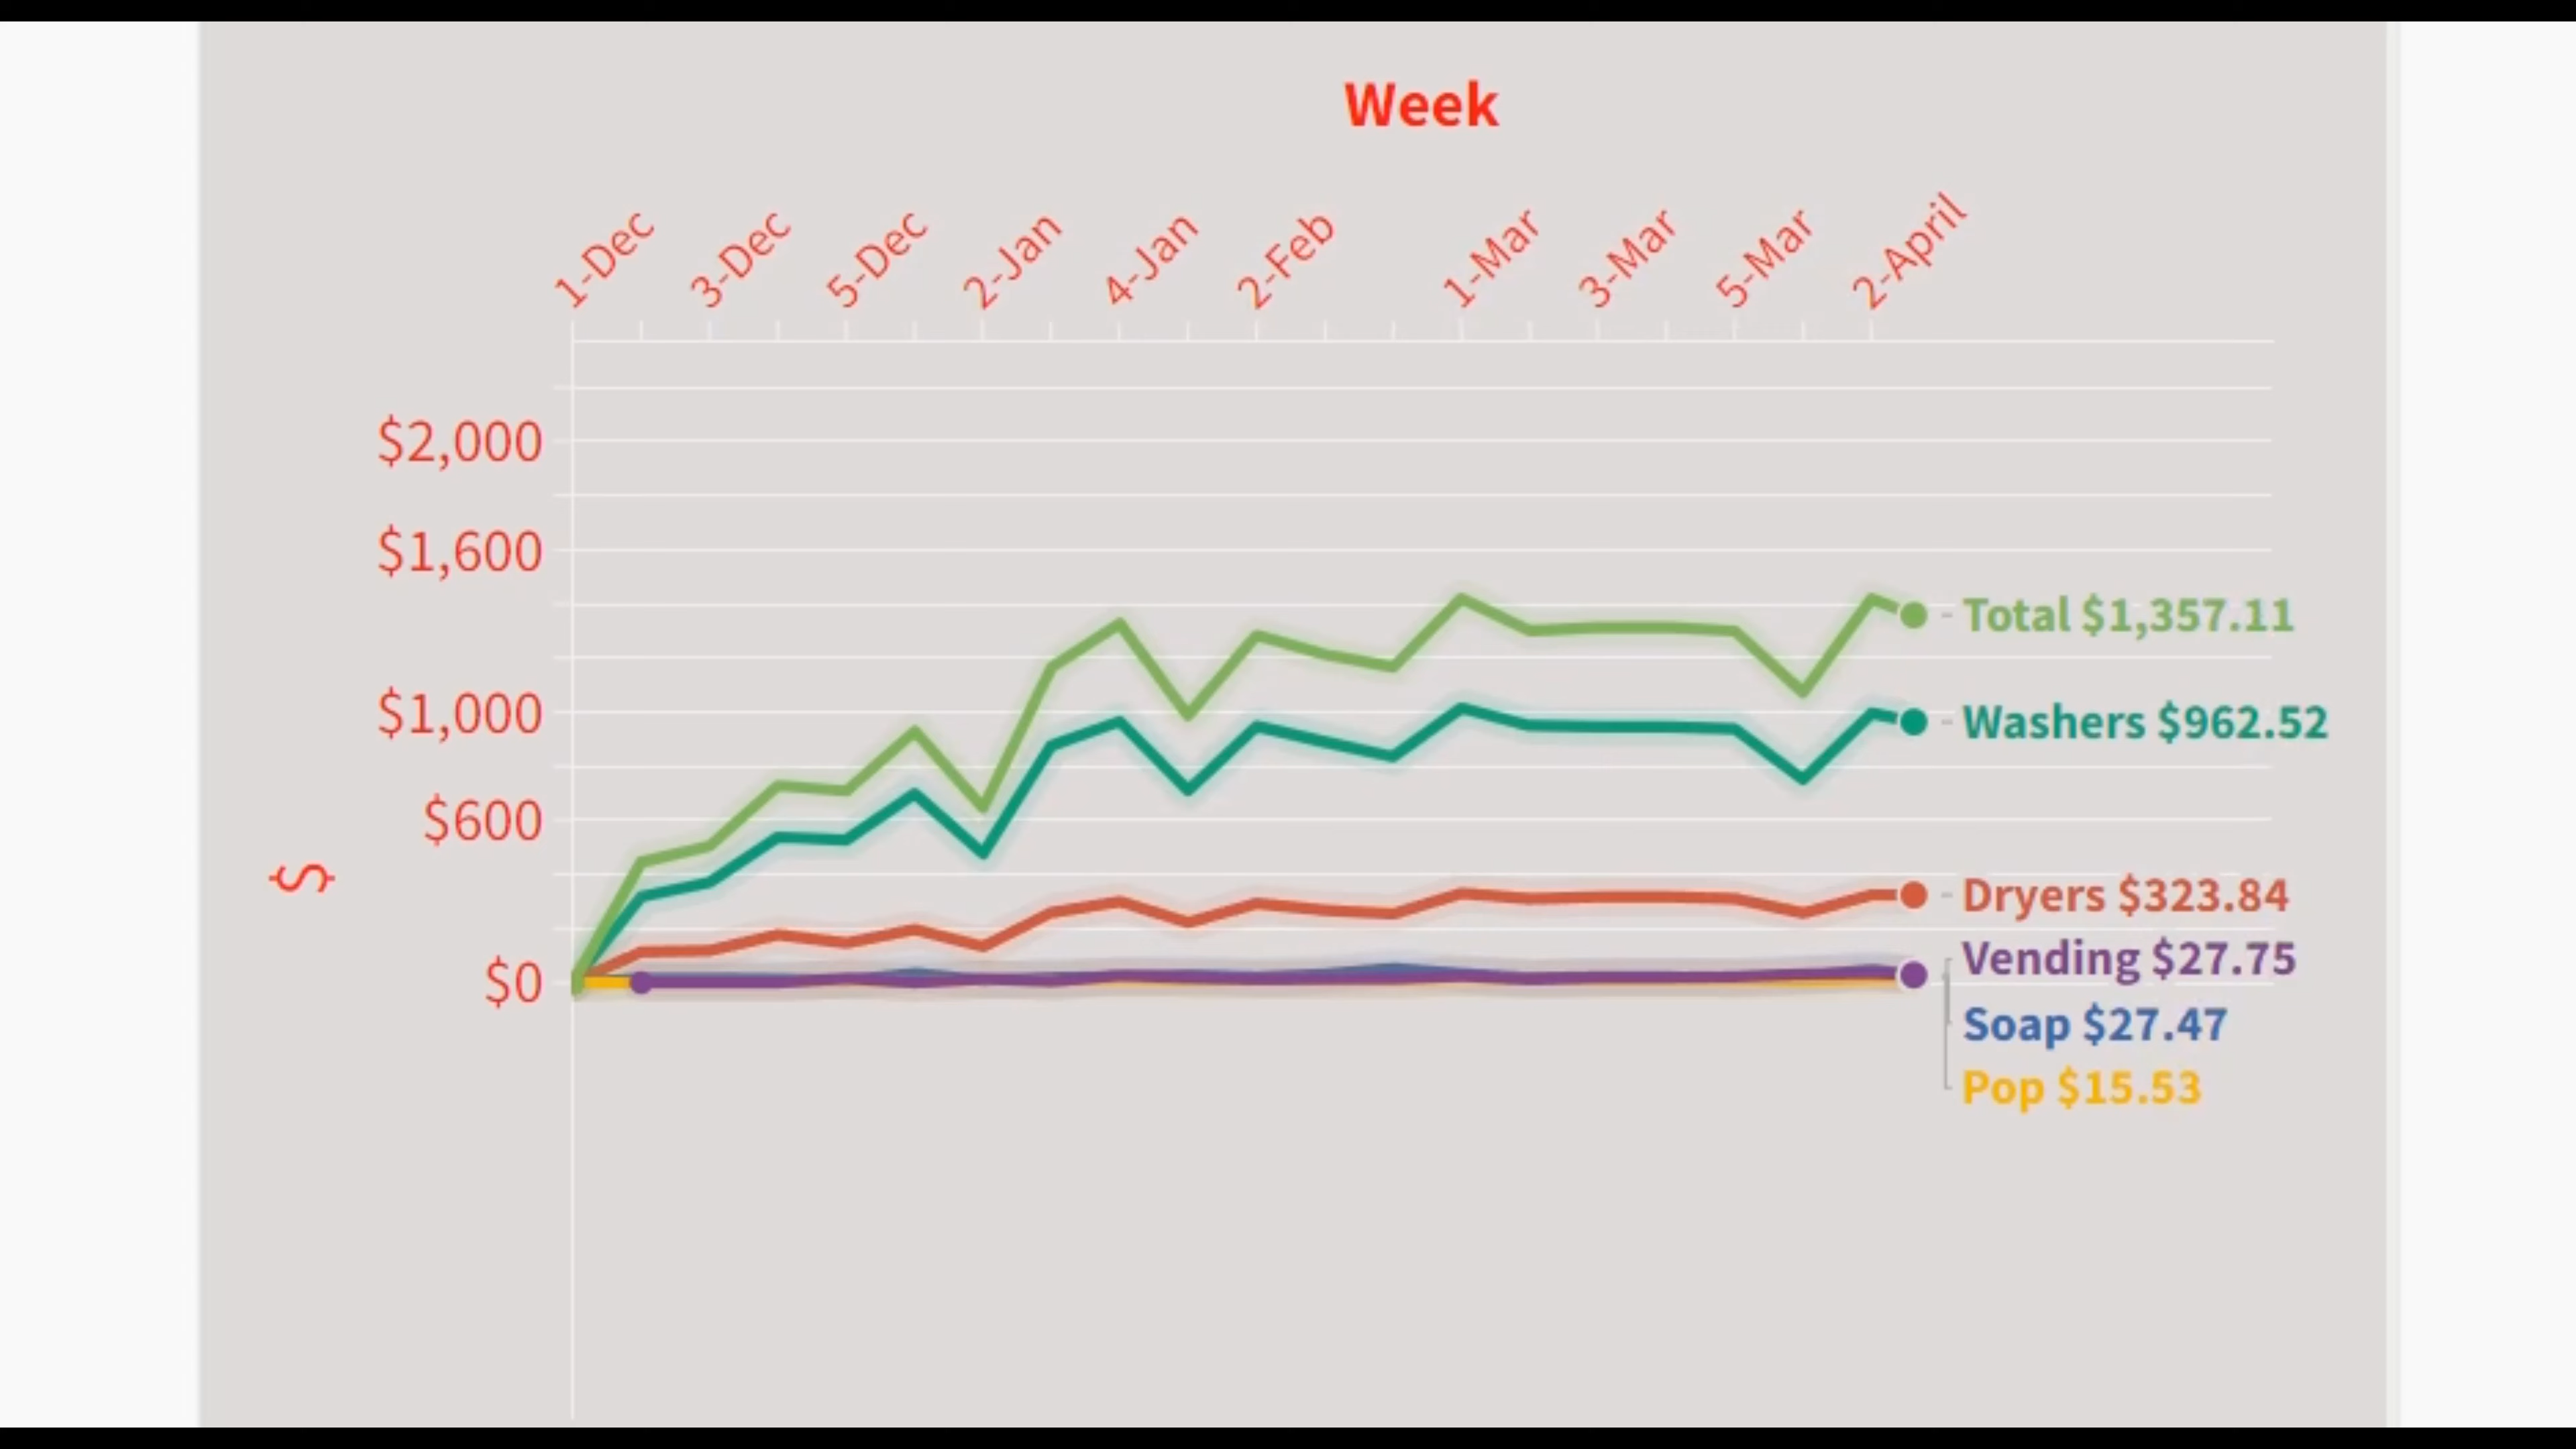 Week
1-Dec
3-Dec
5-Dec
2-Jan
4-Jan
2-Feb
1-Mar
3-Mar
5-Mar
2-April
$2,000
$1,600
$1,000
$600
$0
$
Total $1,357.11
Washers $962.52
Dryers $323.84
Vending $27.75
Soap $27.47
Pop $15.53